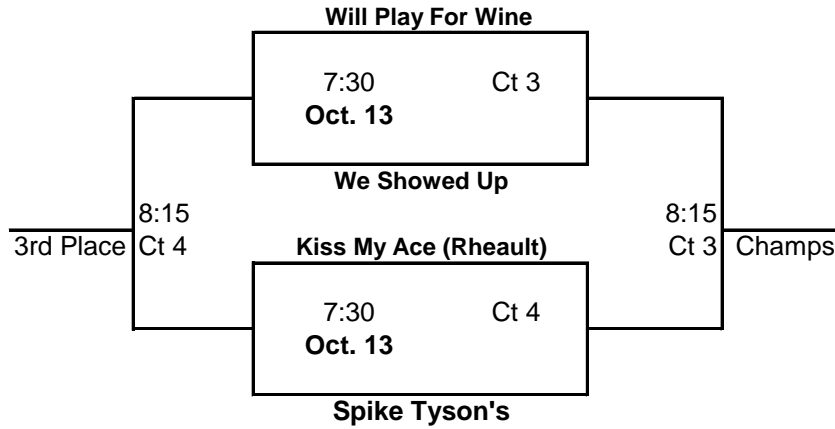 Will Play For Wine
7:30 Ct 3
Oct. 13
We Showed Up
8:15 8:15
3rd Place Ct 4 Kiss My Ace (Rheault) Ct 3 Champs
7:30 Ct 4
Oct. 13
Spike Tyson's